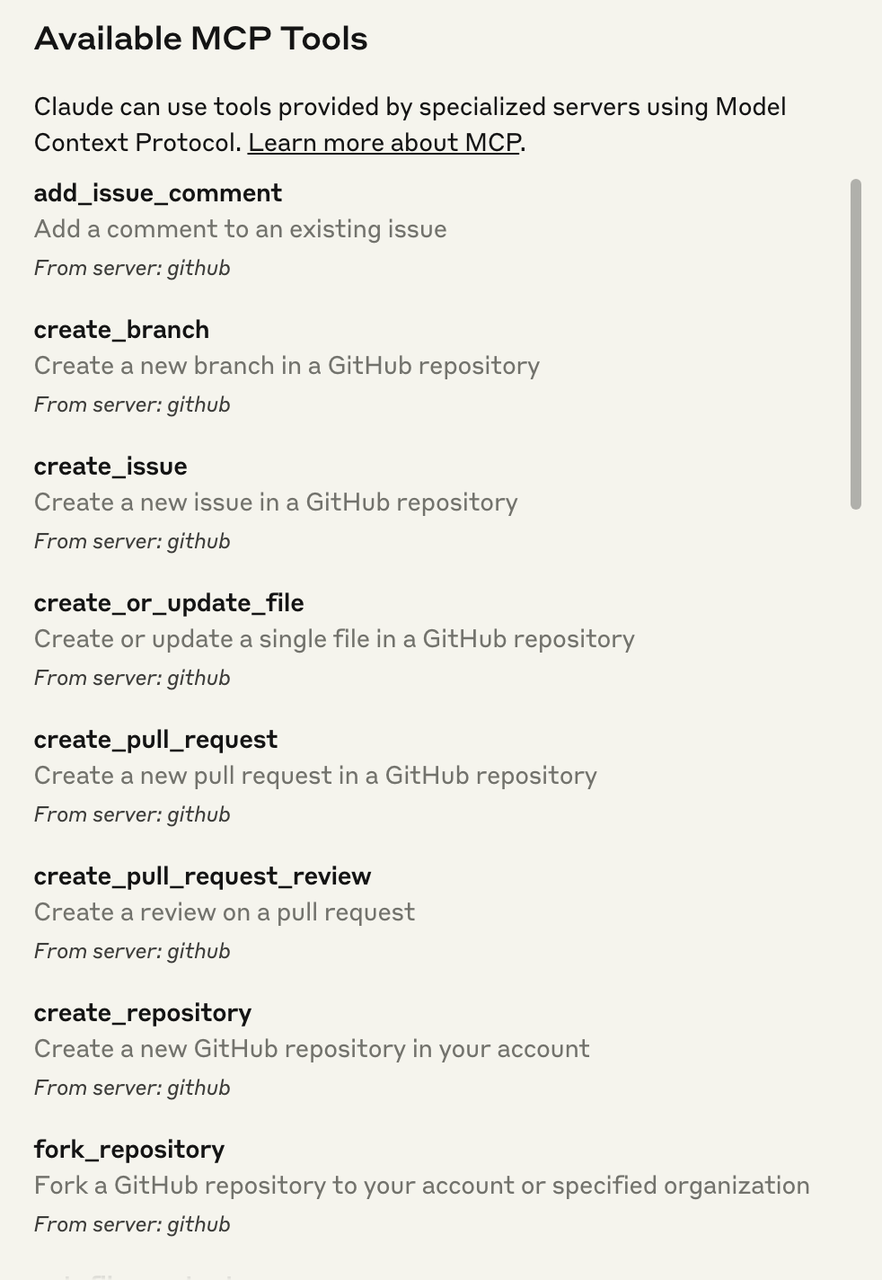 Available MCP Tools
Claude can use tools provided by specialized servers using Model
Context Protocol. Learn more about MCP.
add_issue_comment
Add a comment to an existing issue
From server: github
create_branch
Create a new branch in a GitHub repository
From server: github
create_issue
Create a new issue in a GitHub repository
From server: github
create_or_update_file
Create or update a single file in a GitHub repository
From server: github
create_pull_request
Create a new pull request in a GitHub repository
From server: github
create_pull_request_review
Create a review on a pull request
From server: github
create_repository
Create a new GitHub repository in your account
From server: github
fork_repository
Fork a GitHub repository to your account or specified organization
From server: github